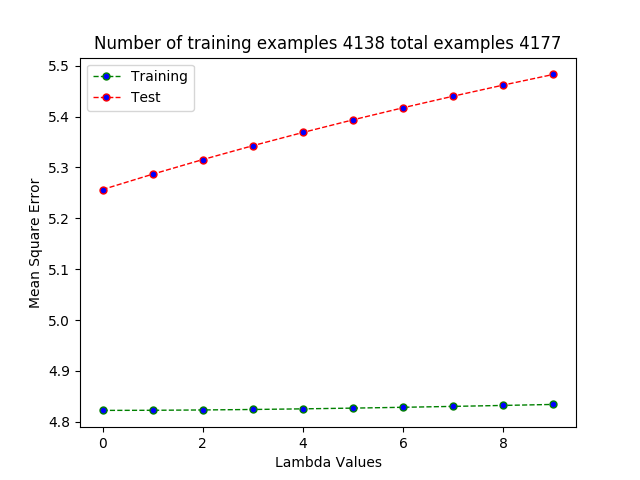 Number of training examples 4138 total examples 4177
Training
Test
Mean Square Error
5.5
5.4
5.3
5.2
5.1
5.0
4.9
4.8
0 2 4 6 8
Lambda Values